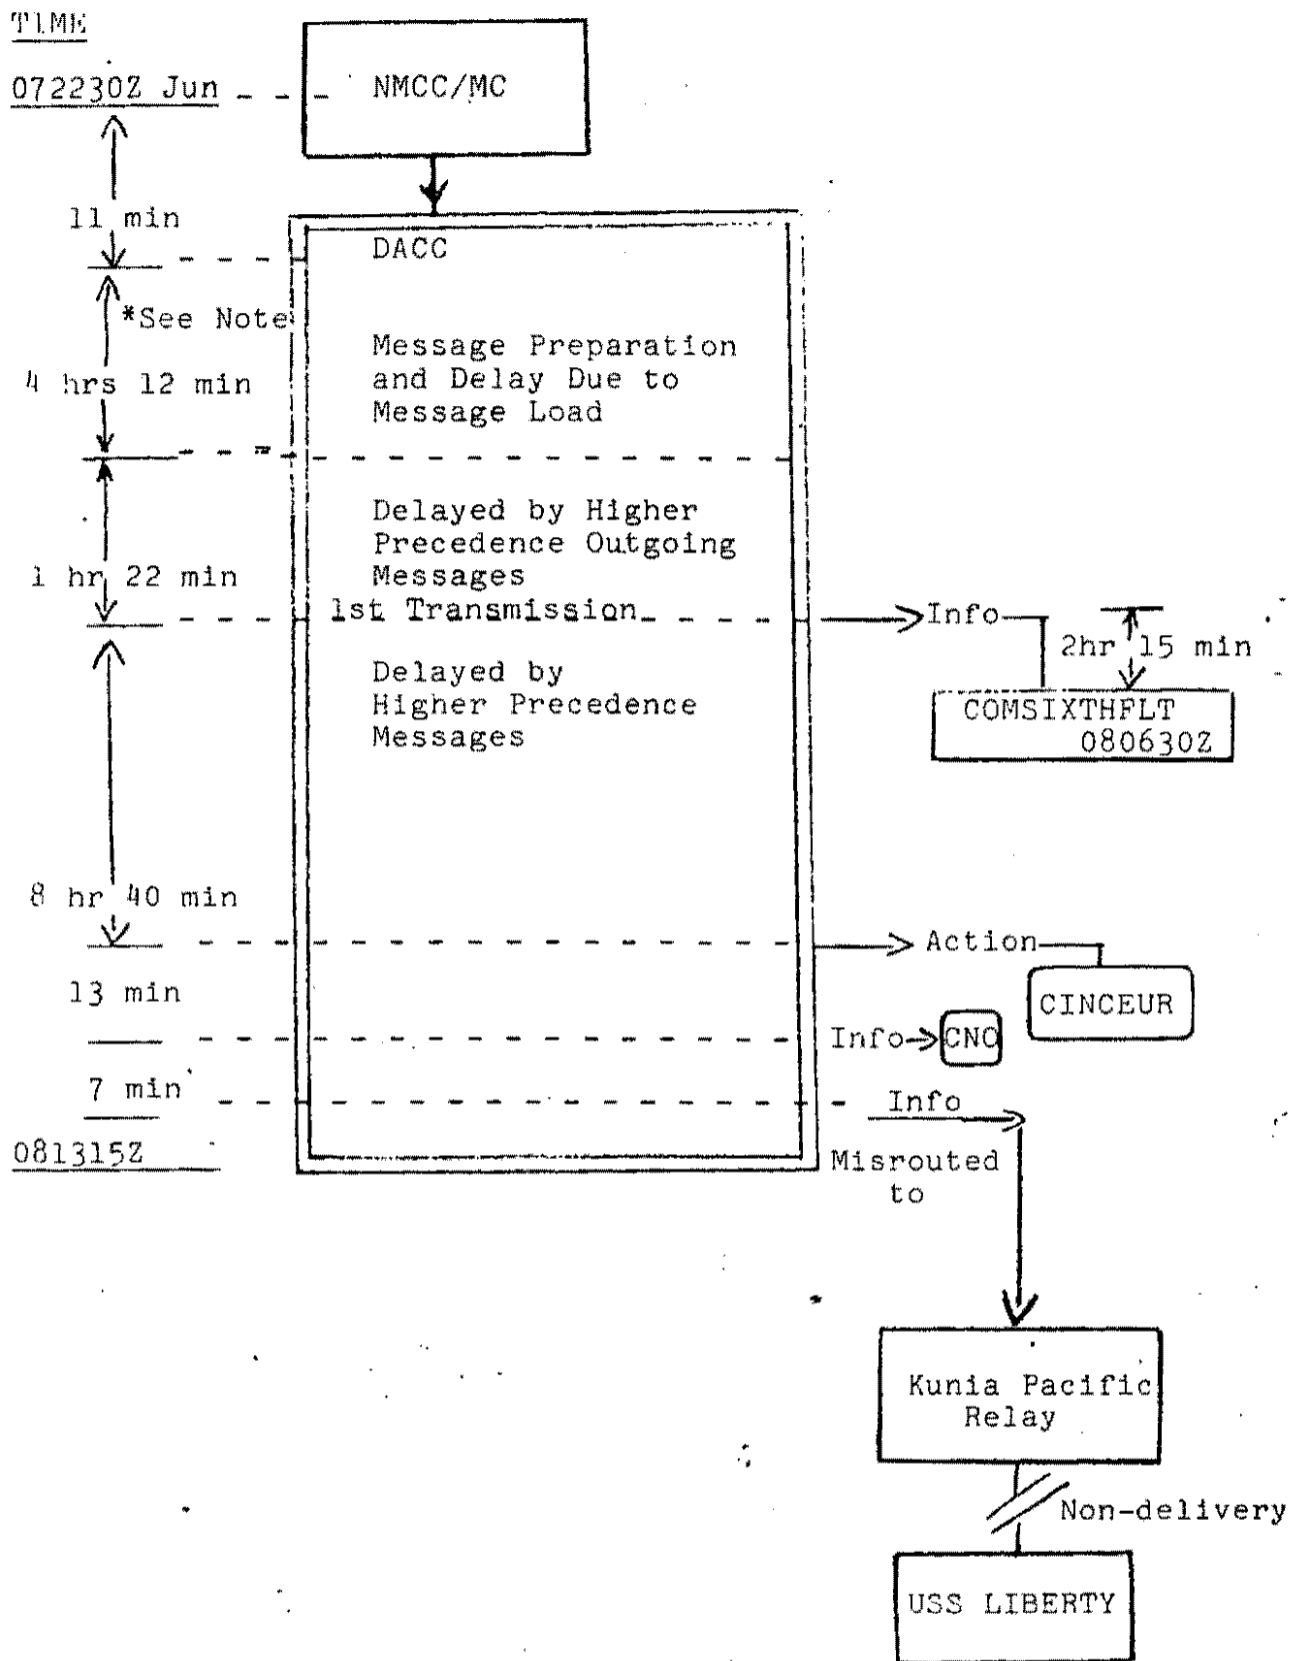 TIME
072230Z Jun
NMCC/MC
11 min
DACC
*See Note
4 hrs 12 min
Message Preparation
and Delay Due to
Message Load
1 hr 22 min
Delayed by Higher
Precedence Outgoing
Messages
1st Transmission
Info
2hr 15 min
COMSIXTHFLT
080630Z
Delayed by
Higher Precedence
Messages
8 hr 40 min
Action
CINCEUR
13 min
Info
CNO
7 min
Info
081315Z
Misrouted
to
Kunia Pacific
Relay
Non-delivery
USS LIBERTY